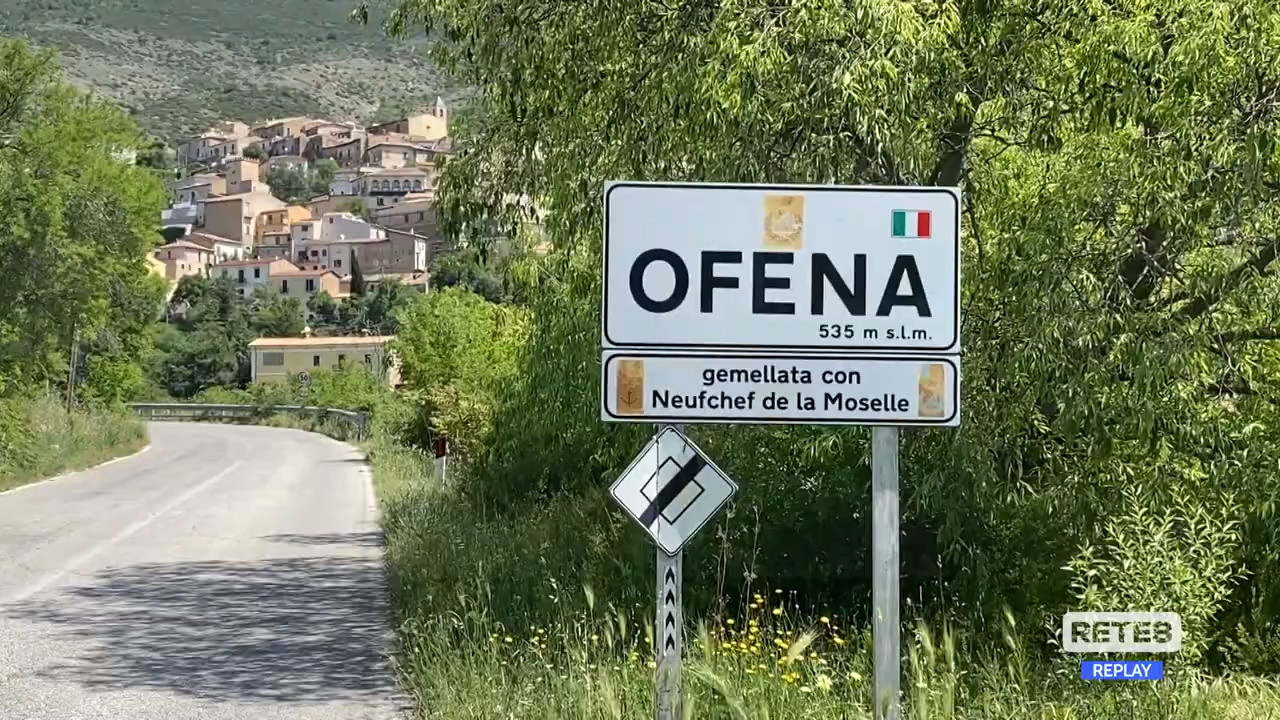 OFENA
535 m s.l.m.
gemellata con
Neufchef de la Moselle
RETE8
REPLAY